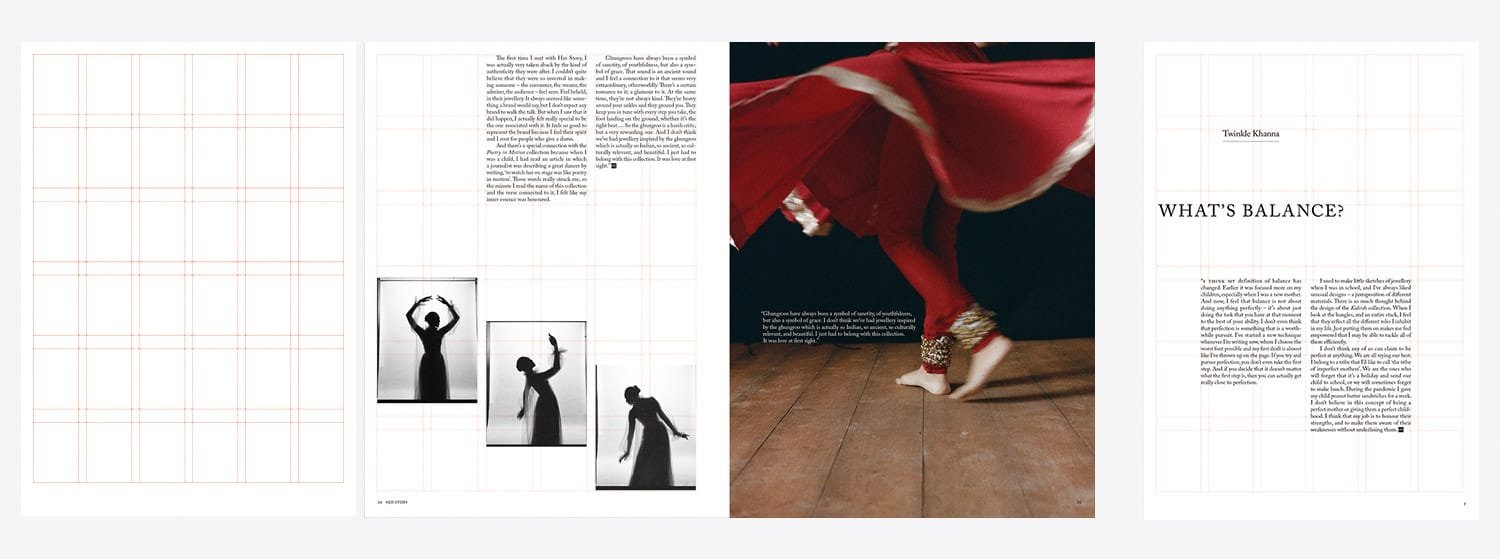 The first time I met with Her Story, I
was actually very taken aback by the kind of
authenticity they were after. I couldn't quite
believe that they were so invested in mak-
ing someone – the consumer, the wearer, the
admirer, the audience – feel seen. Feel beheld,
in their jewellery. It always seemed like some-
thing a brand would say, but I don't expect any
brand to walk the talk. But when I saw that it
did happen, I actually felt really special to be
the one associated with it. It feels so good to
represent the brand because I feel their spirit
and I root for people who give a damn.
And there's a special connection with the
Poetry in Motion collection because when I
was a child, I had read an article in which
a journalist was describing a great dancer by
writing, 'to watch her on stage was like poetry
in motion'. Those words really struck me, so
the minute I read the name of this collection
and the verse connected to it, I felt like my
inner essence was honoured.
Ghungroos have always been a symbol
of sanctity, of youthfulness, but also a sym-
bol of grace. That sound is an ancient sound
and I feel a connection to it that seems very
extraordinary, otherworldly. There's a certain
romance to it; a glamour to it. At the same
time, they're not always kind. They're heavy
around your ankles and they ground you. They
keep you in tune with every step you take, the
foot landing on the ground, whether it's the
right beat… So the ghungroo is a harsh critic,
but a very rewarding one. And I don't think
we've had jewellery inspired by the ghungroo
which is actually so Indian, so ancient, so cul-
turally relevant, and beautiful. I just had to
belong with this collection. It was love at first
sight."
24 HER STORY
"Ghungroos have always been a symbol of sanctity, of youthfulness,
but also a symbol of grace. I don't think we've had jewellery inspired
by the ghungroo which is actually so Indian, so ancient, so culturally
relevant, and beautiful. I just had to belong with this collection.
It was love at first sight."
Twinkle Khanna
WHAT'S BALANCE?
"I THINK MY definition of balance has
changed. Earlier it was focused more on my
children, especially when I was a new mother.
And now, I feel that balance is not about
doing anything perfectly – it's about just
doing the task that you have at that moment
to the best of your ability. I don't even think
that perfection is something that is a worth-
while pursuit. I've started a new technique
whenever I'm writing now, where I choose the
worst font possible and my first draft is almost
like I've thrown up on the page. If you try and
pursue perfection, you don't even take the first
step. And if you decide that it doesn't matter
what the first step is, then you can actually get
really close to perfection.
I used to make little sketches of jewellery
when I was in school, and I've always liked
unusual designs – a juxtaposition of different
materials. There is so much thought behind
the design of the Kaleido collection. When I
look at the bangles, and an entire stack, I feel
that they reflect all the different roles I inhabit
in my life. Just putting them on makes me feel
empowered that I may be able to tackle all of
them efficiently.
I don't think any of us can claim to be
perfect at anything. We are all trying our best.
I belong to a tribe that I'd like to call 'the tribe
of imperfect mothers'. We are the ones who
will forget that it's a holiday and send our
child to school, or we will sometimes forget
to make lunch. During the pandemic I gave
my child peanut butter sandwiches for a week.
I don't believe in this concept of being a
perfect mother or giving them a perfect child-
hood. I think that my job is to honour their
strengths, and to make them aware of their
weaknesses without underlining them.